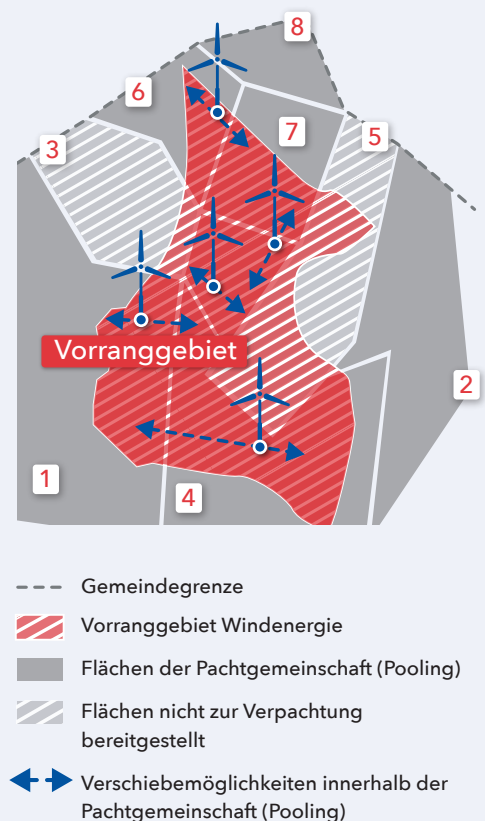 8
6
7
5
3
Vorranggebiet
2
1
4
Gemeindegrenze
Vorranggebiet Windenergie
Flächen der Pachtgemeinschaft (Pooling)
Flächen nicht zur Verpachtung
bereitgestellt
Verschiebemöglichkeiten innerhalb der
Pachtgemeinschaft (Pooling)